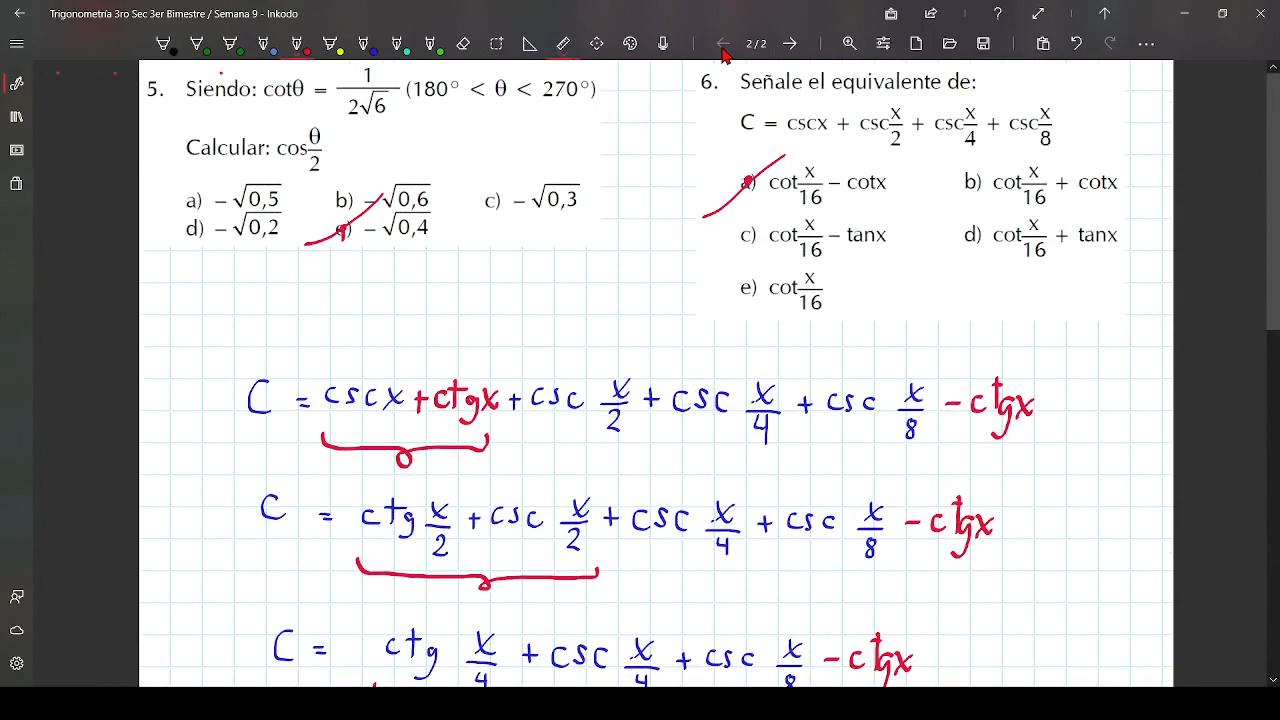 Trigonometría 3ro Sec 3er Bimestre / Semana 9 - Inkodo
2/2
5. Siendo: cotθ = 1/(2√6) (180° < θ < 270°)
Calcular: cos θ/2
a) – √0,5 b) – √0,6 c) – √0,3
d) – √0,2 e) – √0,4
6. Señale el equivalente de:
C = cscx + csc x/2 + csc x/4 + csc x/8
a) cot x/16 – cotx b) cot x/16 + cotx
c) cot x/16 – tanx d) cot x/16 + tanx
e) cot x/16
C = cscx + ctgx + csc x/2 + csc x/4 + csc x/8 – ctgx
C = ctg x/2 + csc x/2 + csc x/4 + csc x/8 – ctgx
C = ctg x/4 + csc x/4 + csc x/8 – ctgx